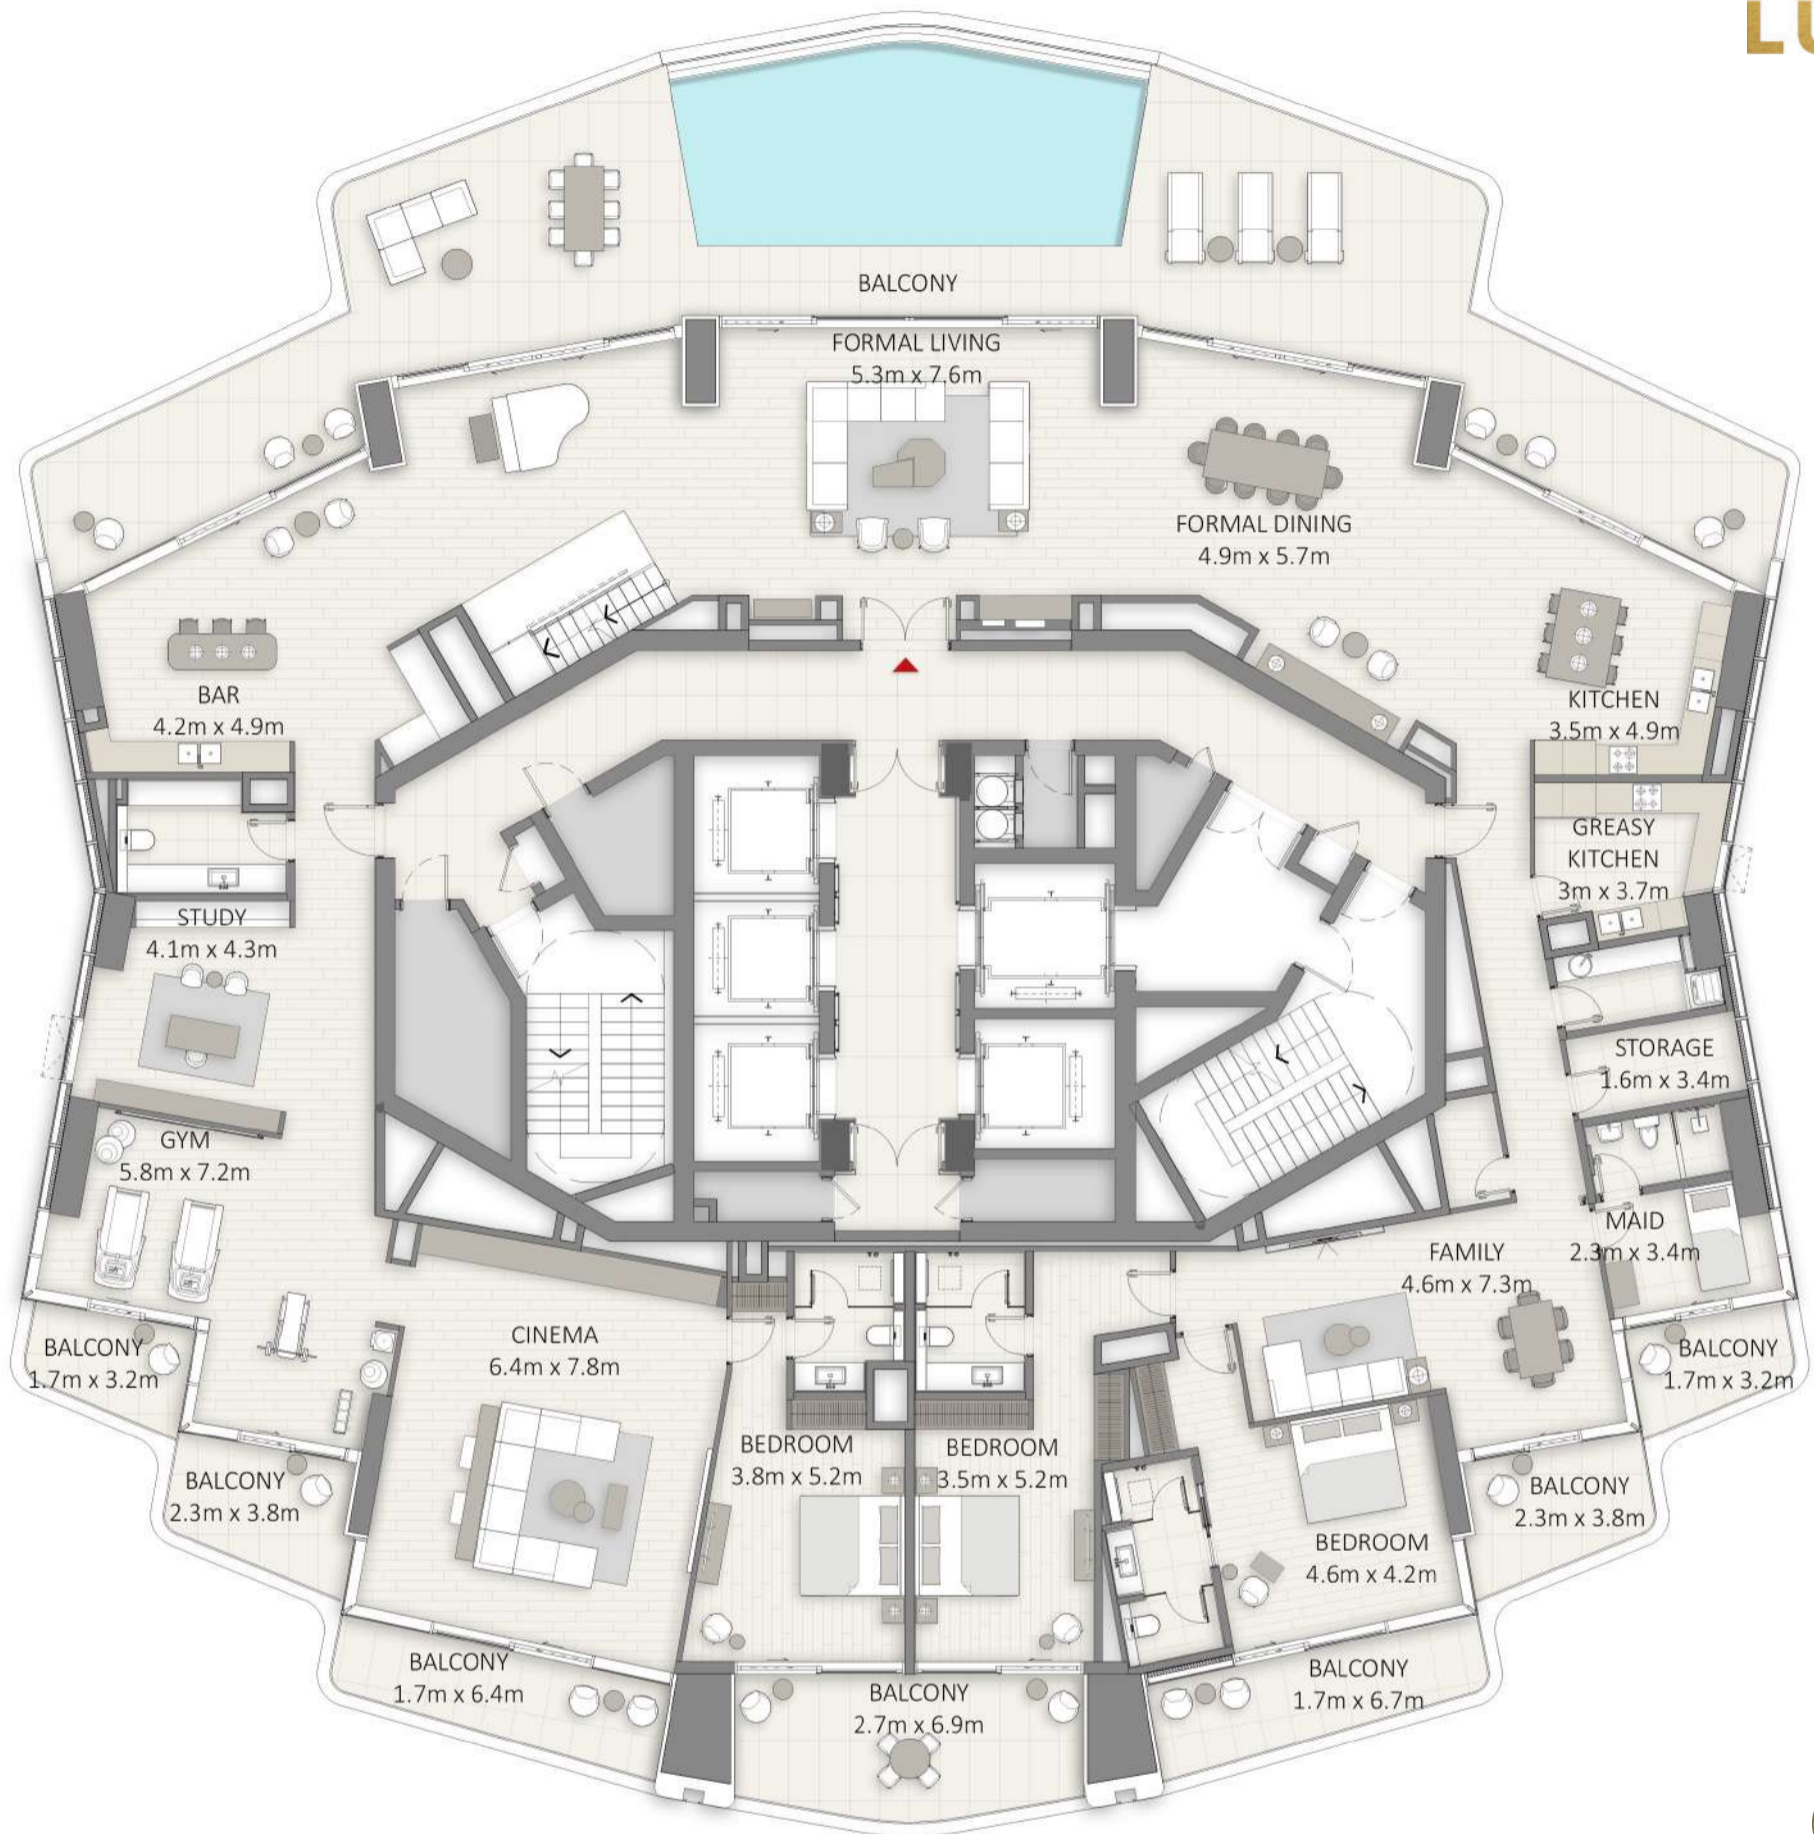 LU
BALCONY
FORMAL LIVING
5.3m x 7.6m
FORMAL DINING
4.9m x 5.7m
BAR
4.2m x 4.9m
KITCHEN
3.5m x 4.9m
GREASY
KITCHEN
3m x 3.7m
STUDY
4.1m x 4.3m
STORAGE
1.6m x 3.4m
GYM
5.8m x 7.2m
MAID
2.3m x 3.4m
FAMILY
4.6m x 7.3m
CINEMA
6.4m x 7.8m
BALCONY
1.7m x 3.2m
BALCONY
1.7m x 3.2m
BEDROOM
3.8m x 5.2m
BEDROOM
3.5m x 5.2m
BALCONY
2.3m x 3.8m
BALCONY
2.3m x 3.8m
BEDROOM
4.6m x 4.2m
BALCONY
1.7m x 6.4m
BALCONY
2.7m x 6.9m
BALCONY
1.7m x 6.7m